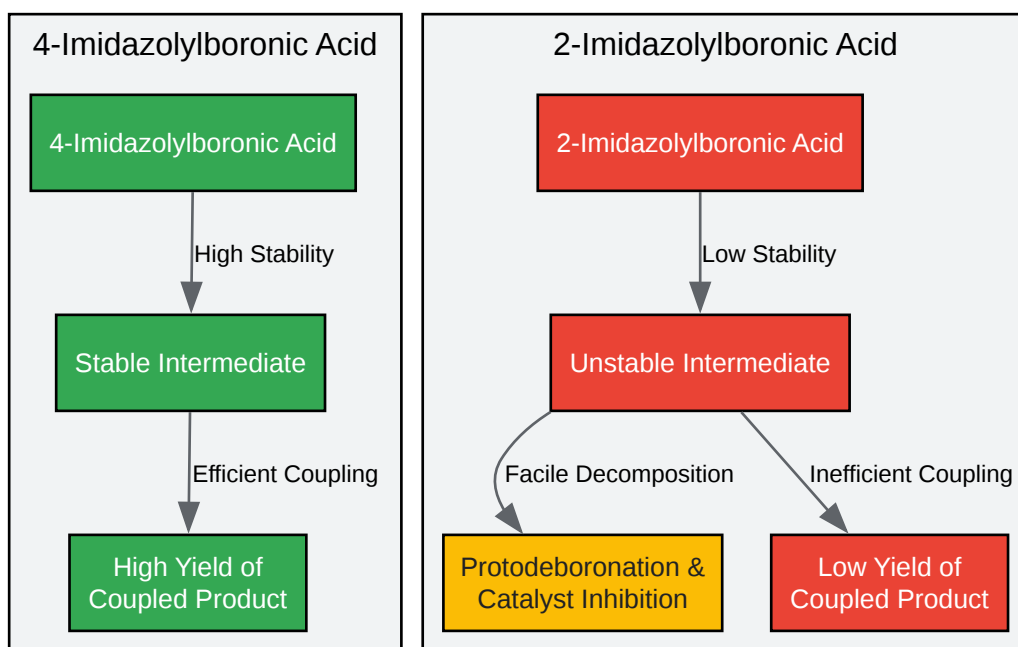 4-Imidazolylboronic Acid
4-Imidazolylboronic Acid
High Stability
Stable Intermediate
Efficient Coupling
High Yield of
Coupled Product
2-Imidazolylboronic Acid
2-Imidazolylboronic Acid
Low Stability
Unstable Intermediate
Facile Decomposition
Inefficient Coupling
Protodeboronation &
Catalyst Inhibition
Low Yield of
Coupled Product